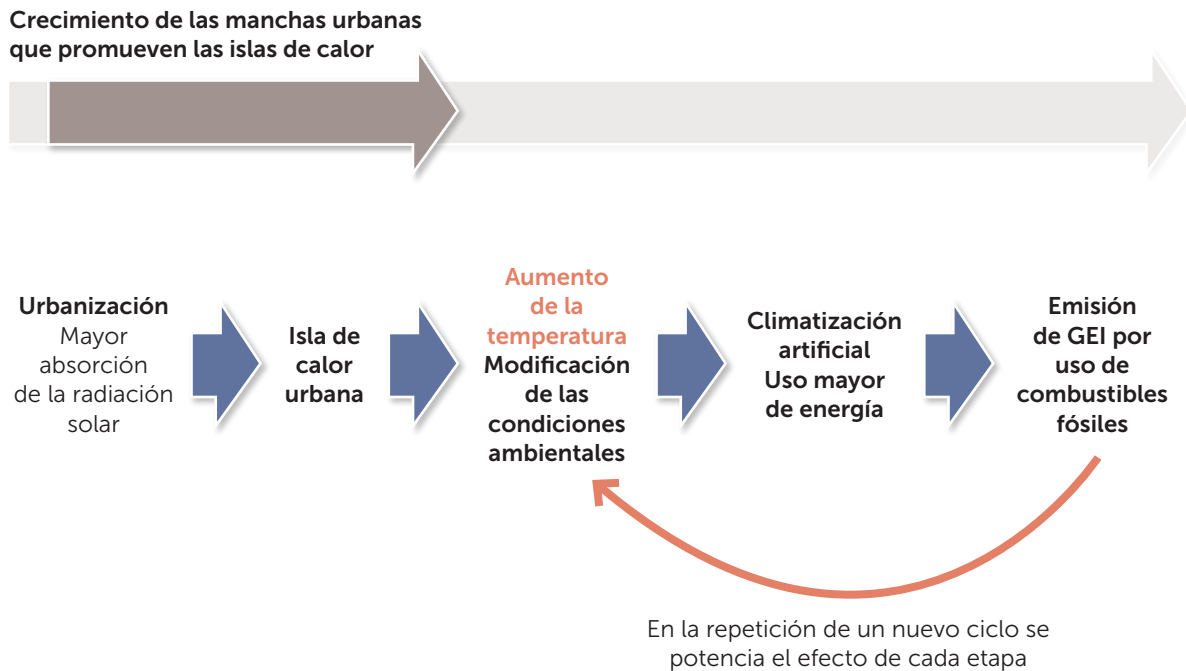 Crecimiento de las manchas urbanas
que promueven las islas de calor
Urbanización
Mayor
absorción
de la radiación
solar
Isla de
calor
urbana
Aumento
de la
temperatura
Modificación
de las
condiciones
ambientales
Climatización
artificial
Uso mayor
de energía
Emisión
de GEI por
uso de
combustibles
fósiles
En la repetición de un nuevo ciclo se
potencia el efecto de cada etapa